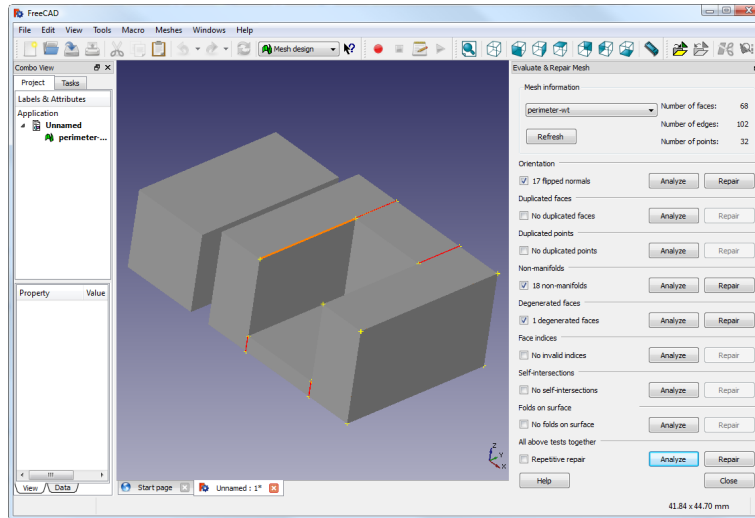 FreeCAD
File Edit View Tools Macro Meshes Windows Help
Mesh design
Combo View
Project Tasks
Labels & Attributes
Application
Unnamed
perimeter-...
Property Value
View Data
Z
Y
X
Start page Unnamed : 1*
Evaluate & Repair Mesh
Mesh information
perimeter-wt
Number of faces: 68
Number of edges: 102
Refresh
Number of points: 32
Orientation
17 flipped normals Analyze Repair
Duplicated faces
No duplicated faces Analyze Repair
Duplicated points
No duplicated points Analyze Repair
Non-manifolds
18 non-manifolds Analyze Repair
Degenerated faces
1 degenerated faces Analyze Repair
Face indices
No invalid indices Analyze Repair
Self-intersections
No self-intersections Analyze Repair
Folds on surface
No folds on surface Analyze Repair
All above tests together
Repetitive repair Analyze Repair
Help Close
41.84 x 44.70 mm